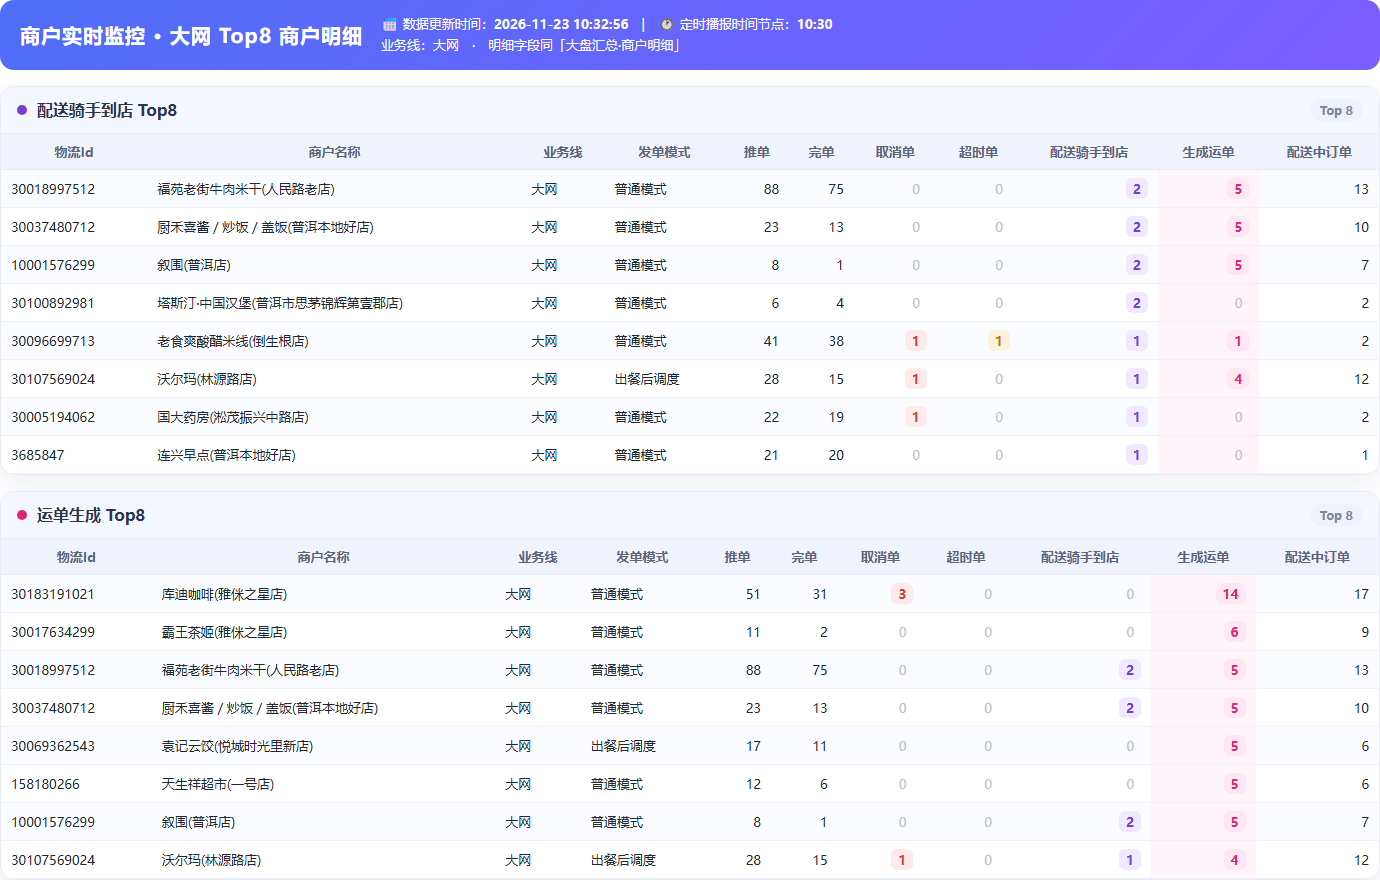 商户实时监控 · 大网 Top8 商户明细
数据更新时间：2026-11-23 10:32:56 | 定时播报时间节点：10:30
业务线：大网 · 明细字段同「大盘汇总·商户明细」
配送骑手到店 Top8 Top 8
物流Id 商户名称 业务线 发单模式 推单 完单 取消单 超时单 配送骑手到店 生成运单 配送中订单
30018997512 福苑老街牛肉米干(人民路老店) 大网 普通模式 88 75 0 0 2 5 13
30037480712 厨禾喜酱 / 炒饭 / 盖饭(普洱本地好店) 大网 普通模式 23 13 0 0 2 5 10
10001576299 叙围(普洱店) 大网 普通模式 8 1 0 0 2 5 7
30100892981 塔斯汀·中国汉堡(普洱市思茅锦辉第壹郡店) 大网 普通模式 6 4 0 0 2 0 2
30096699713 老食爽酸醋米线(倒生根店) 大网 普通模式 41 38 1 1 1 1 2
30107569024 沃尔玛(林源路店) 大网 出餐后调度 28 15 1 0 1 4 12
30005194062 国大药房(淞茂振兴中路店) 大网 普通模式 22 19 1 0 1 0 2
3685847 连兴早点(普洱本地好店) 大网 普通模式 21 20 0 0 1 0 1
运单生成 Top8 Top 8
物流Id 商户名称 业务线 发单模式 推单 完单 取消单 超时单 配送骑手到店 生成运单 配送中订单
30183191021 库迪咖啡(雅侎之星店) 大网 普通模式 51 31 3 0 0 14 17
30017634299 霸王茶姬(雅侎之星店) 大网 普通模式 11 2 0 0 0 6 9
30018997512 福苑老街牛肉米干(人民路老店) 大网 普通模式 88 75 0 0 2 5 13
30037480712 厨禾喜酱 / 炒饭 / 盖饭(普洱本地好店) 大网 普通模式 23 13 0 0 2 5 10
30069362543 袁记云饺(悦城时光里新店) 大网 出餐后调度 17 11 0 0 0 5 6
158180266 天生祥超市(一号店) 大网 普通模式 12 6 0 0 0 5 6
10001576299 叙围(普洱店) 大网 普通模式 8 1 0 0 2 5 7
30107569024 沃尔玛(林源路店) 大网 出餐后调度 28 15 1 0 1 4 12